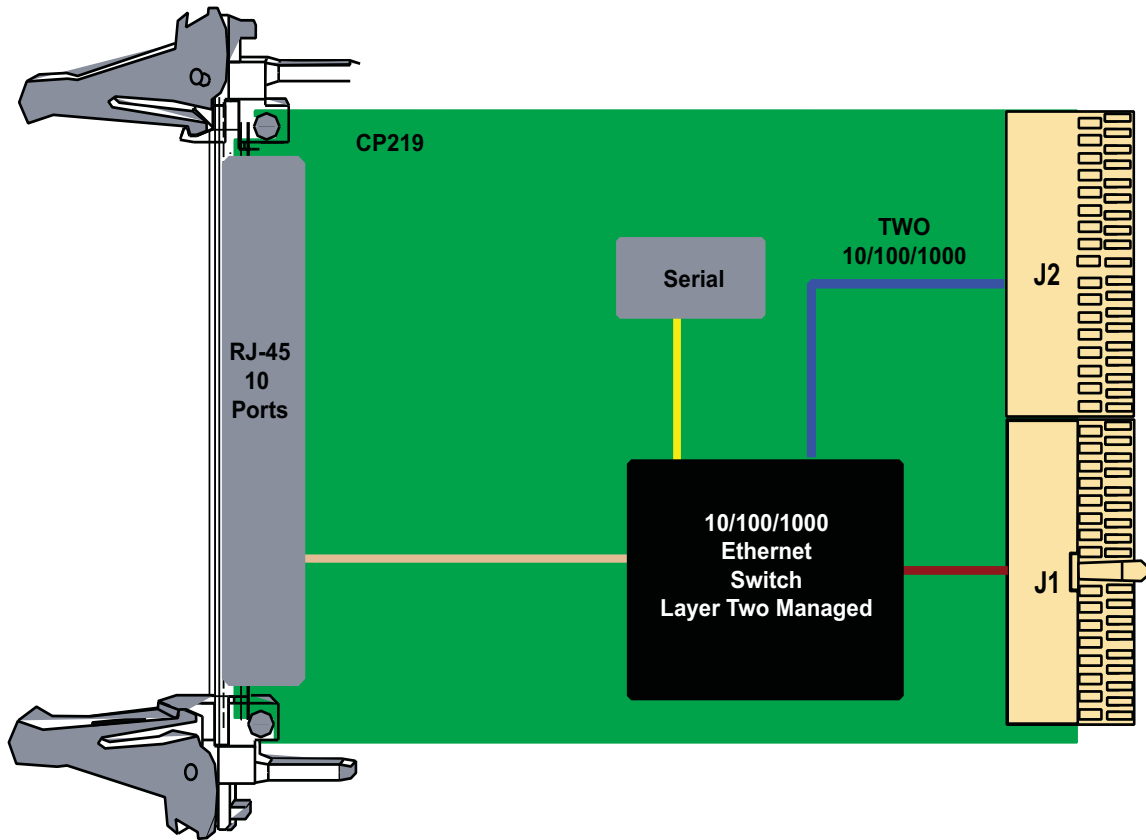 CP219
TWO
10/100/1000
J2
Serial
RJ-45
10
Ports
10/100/1000
Ethernet
Switch
Layer Two Managed
J1